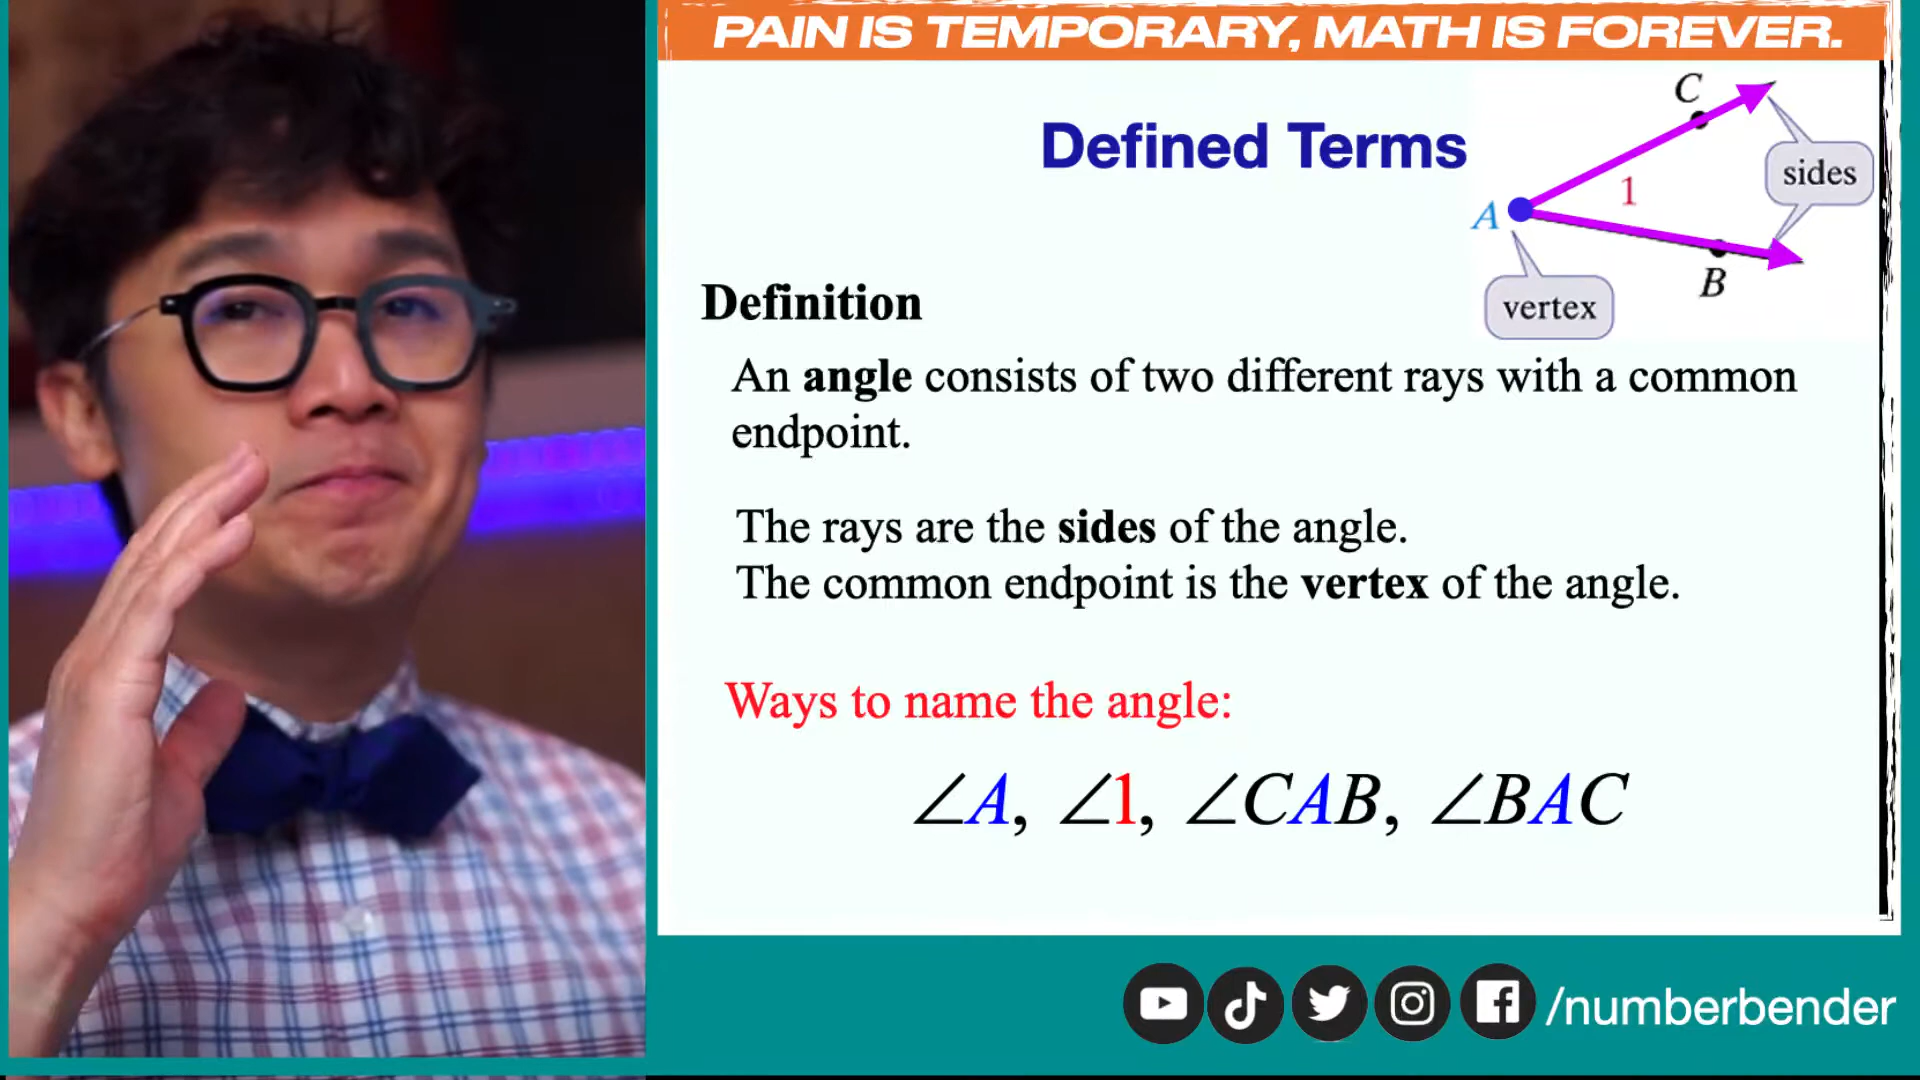 PAIN IS TEMPORARY, MATH IS FOREVER.
Defined Terms
C
sides
1
A
B
vertex
Definition
An angle consists of two different rays with a common
endpoint.
The rays are the sides of the angle.
The common endpoint is the vertex of the angle.
Ways to name the angle:
∠A, ∠1, ∠CAB, ∠BAC
/numberbender